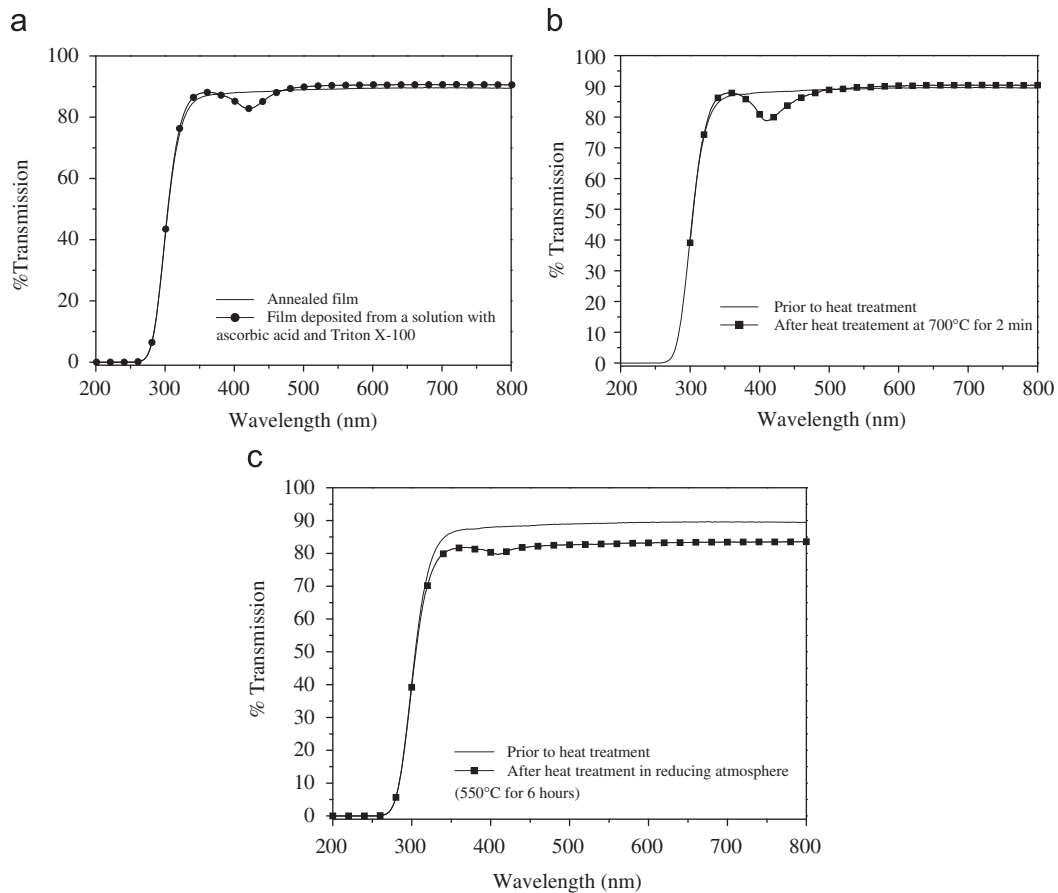 a
100
80
60
40
20
0
200 300 400 500 600 700 800
%Transmission
Wavelength (nm)
Annealed film
Film deposited from a solution with
ascorbic acid and Triton X-100
b
100
90
80
70
60
50
40
30
20
10
0
200 300 400 500 600 700 800
% Transmission
Wavelength (nm)
Prior to heat treatment
After heat treatement at 700°C for 2 min
c
100
90
80
70
60
50
40
30
20
10
0
200 300 400 500 600 700 800
% Transmission
Wavelength (nm)
Prior to heat treatment
After heat treatment in reducing atmosphere
(550°C for 6 hours)